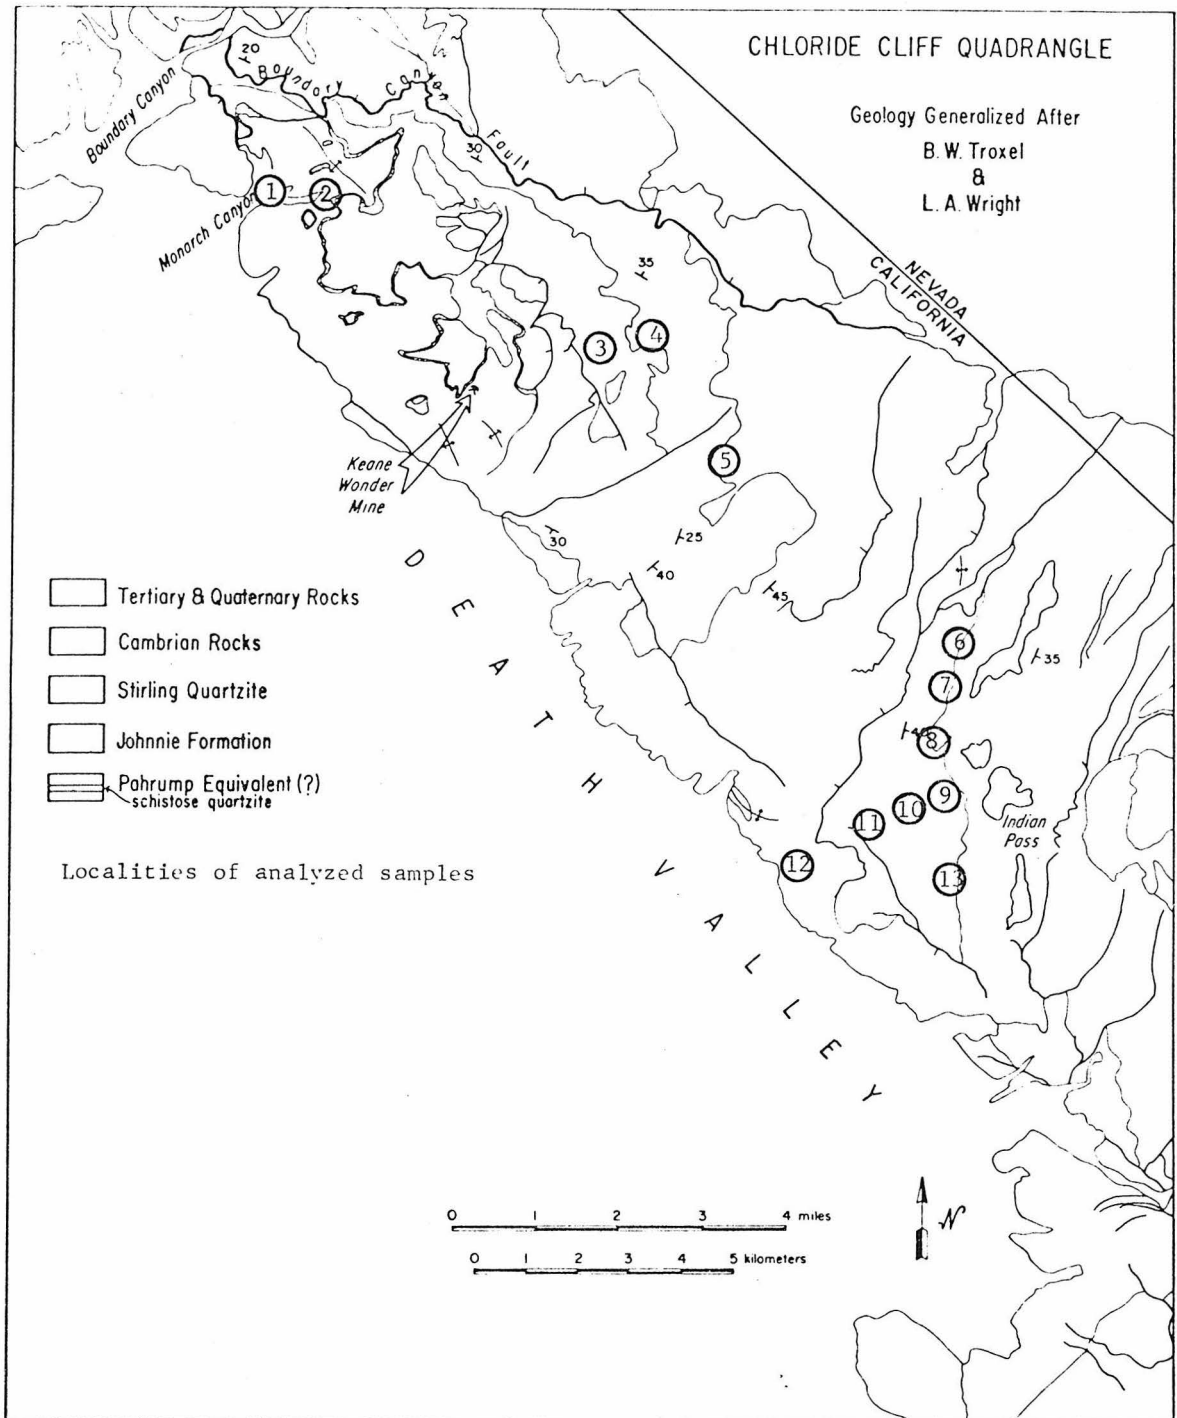 CHLORIDE CLIFF QUADRANGLE
Geology Generalized After
B. W. Troxel
&
L. A. Wright
NEVADA
CALIFORNIA
Boundary Canyon
Boundary Canyon Fault
20
30
Monarch Canyon
1
2
35
3
4
Keane
Wonder
Mine
5
30
25
40
45
DEATH VALLEY
Tertiary & Quaternary Rocks
Cambrian Rocks
Stirling Quartzite
Johnnie Formation
Pahrump Equivalent (?)
schistose quartzite
Localities of analyzed samples
6
35
7
8
9
10
11
Indian
Pass
12
13
0 1 2 3 4 miles
0 1 2 3 4 5 kilometers
N